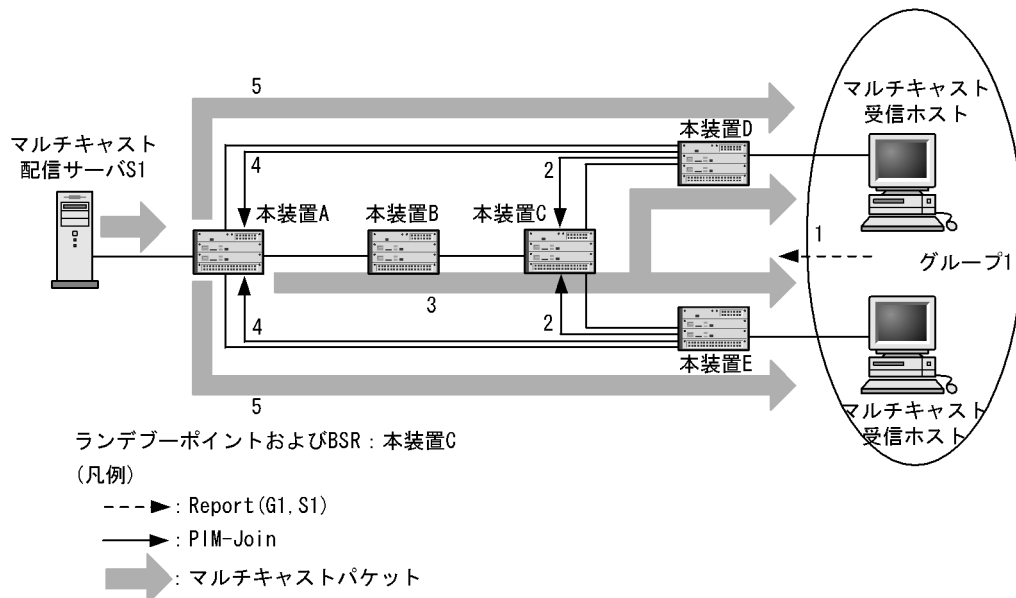 5
マルチキャスト
受信ホスト
本装置D
マルチキャスト
配信サーバS1
4
2
本装置A
本装置B
本装置C
1
グループ1
3
4
2
本装置E
5
マルチキャスト
受信ホスト
ランデブーポイントおよびBSR：本装置C
(凡例)
：Report(G1,S1)
：PIM-Join
：マルチキャストパケット